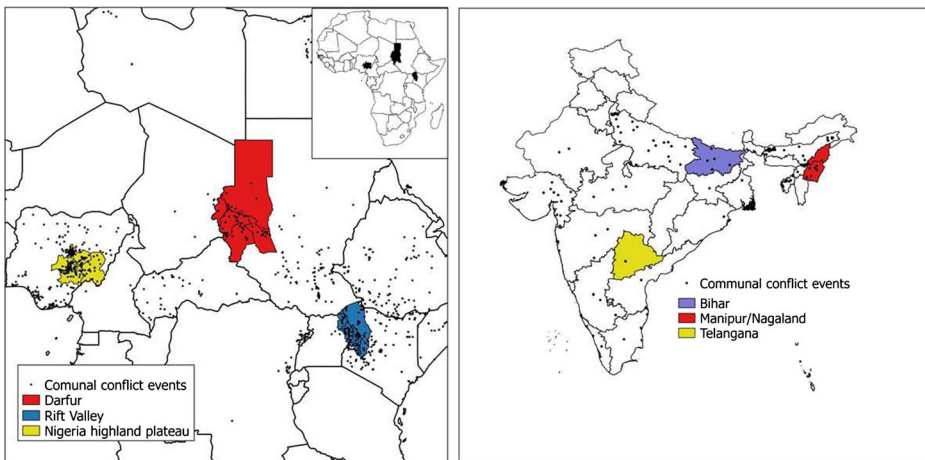 Comunal conflict events
Darfur
Rift Valley
Nigeria highland plateau
Communal conflict events
Bihar
Manipur/Nagaland
Telangana